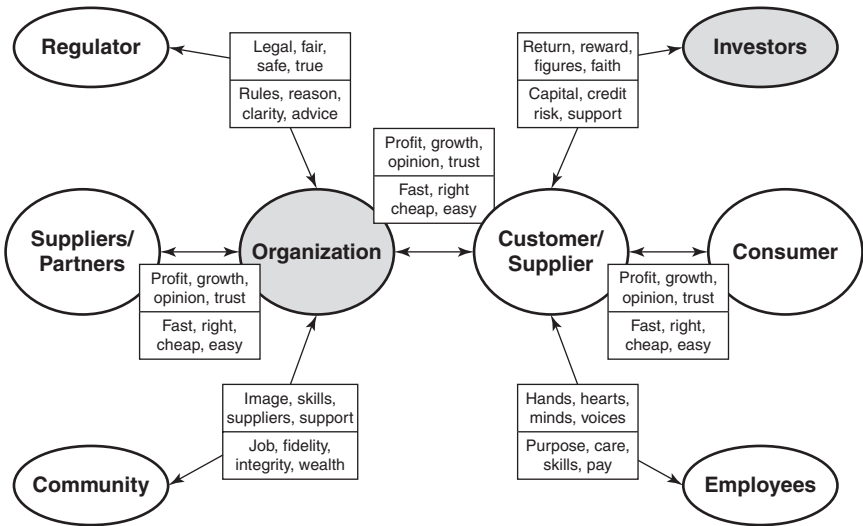 Regulator
Legal, fair,
safe, true
Rules, reason,
clarity, advice
Return, reward,
figures, faith
Capital, credit
risk, support
Investors
Profit, growth,
opinion, trust
Fast, right
cheap, easy
Suppliers/
Partners
Organization
Customer/
Supplier
Consumer
Profit, growth,
opinion, trust
Fast, right,
cheap, easy
Profit, growth,
opinion, trust
Fast, right,
cheap, easy
Image, skills,
suppliers, support
Job, fidelity,
integrity, wealth
Hands, hearts,
minds, voices
Purpose, care,
skills, pay
Community
Employees